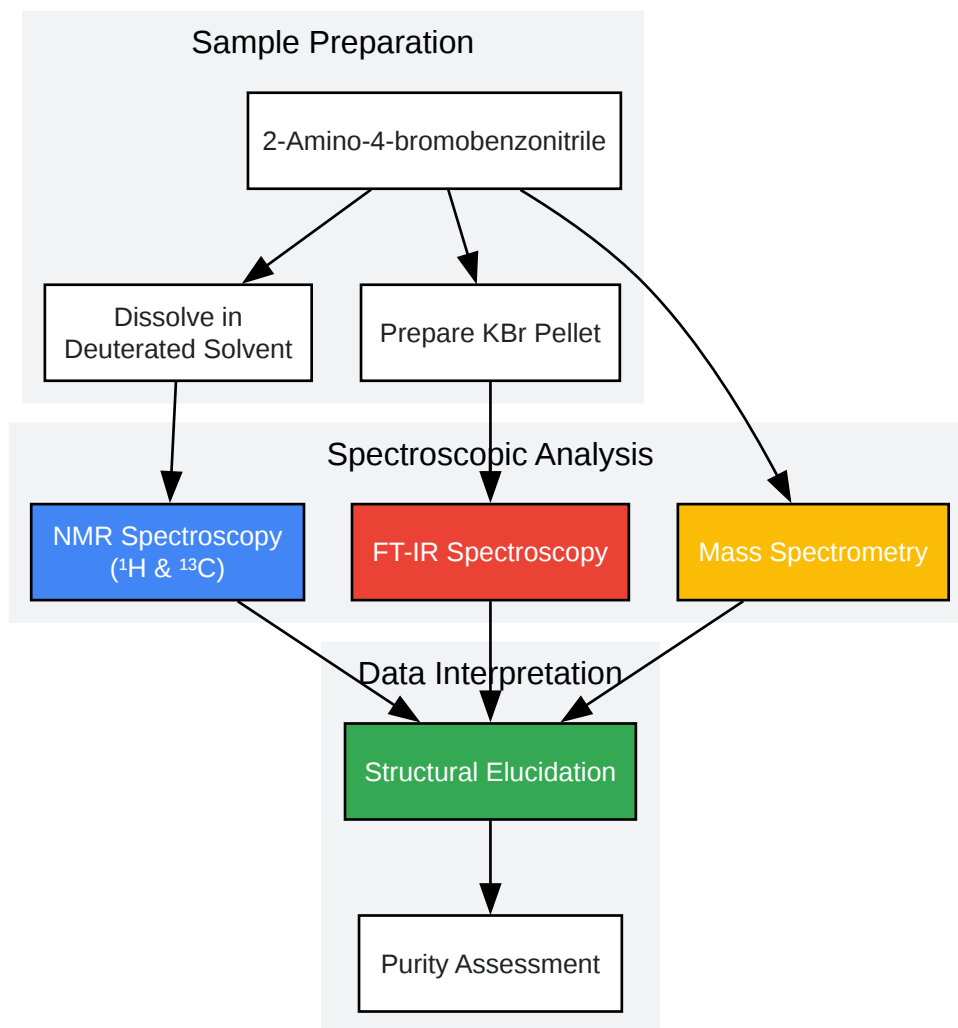 Sample Preparation
2-Amino-4-bromobenzonitrile
Dissolve in
Deuterated Solvent
Prepare KBr Pellet
Spectroscopic Analysis
NMR Spectroscopy
(¹H & ¹³C)
FT-IR Spectroscopy
Mass Spectrometry
Data Interpretation
Structural Elucidation
Purity Assessment